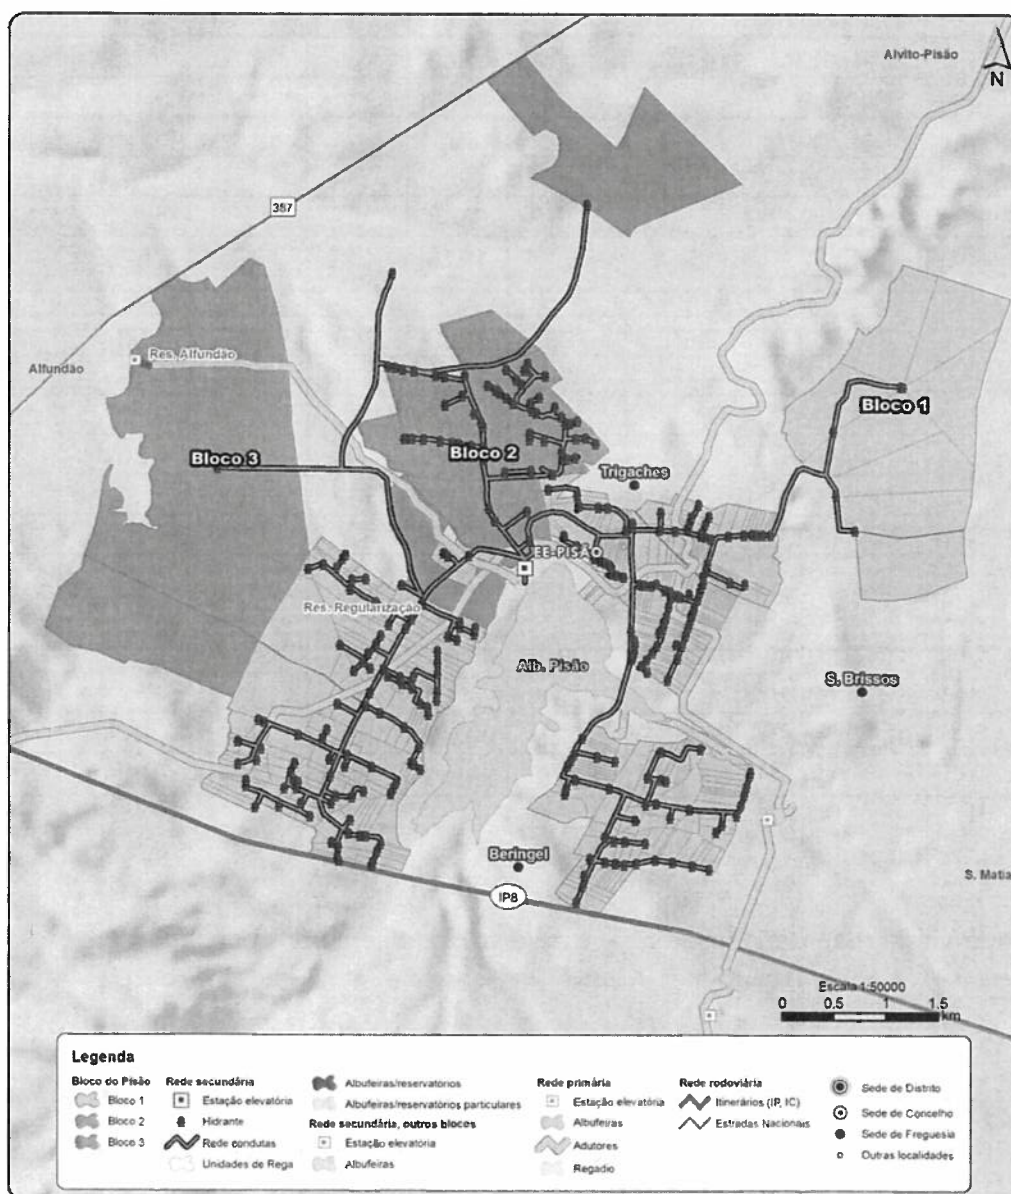 Alvito-Pisão
N
387
Res. Alfundão
Alfundão
Bloco 1
Bloco 3
Bloco 2
Trigaches
EE-PISÃO
Res. Regularização
Alb. Pisão
S. Brissos
Beringel
S. Matia
IP8
Escala 1:50000
0 0.5 1 1.5
km
Legenda
Bloco do Pisão
Bloco 1
Bloco 2
Bloco 3
Rede secundária
Estação elevatória
Hidrante
Rede condutas
Unidades de Rega
Albufeiras/reservatórios
Albufeiras/reservatórios particulares
Rede secundária, outros blocos
Estação elevatória
Albufeiras
Rede primária
Estação elevatória
Albufeiras
Adutores
Regadio
Rede rodoviária
Itinerários (IP, IC)
Estradas Nacionais
Sede de Distrito
Sede de Concelho
Sede de Freguesia
Outras localidades